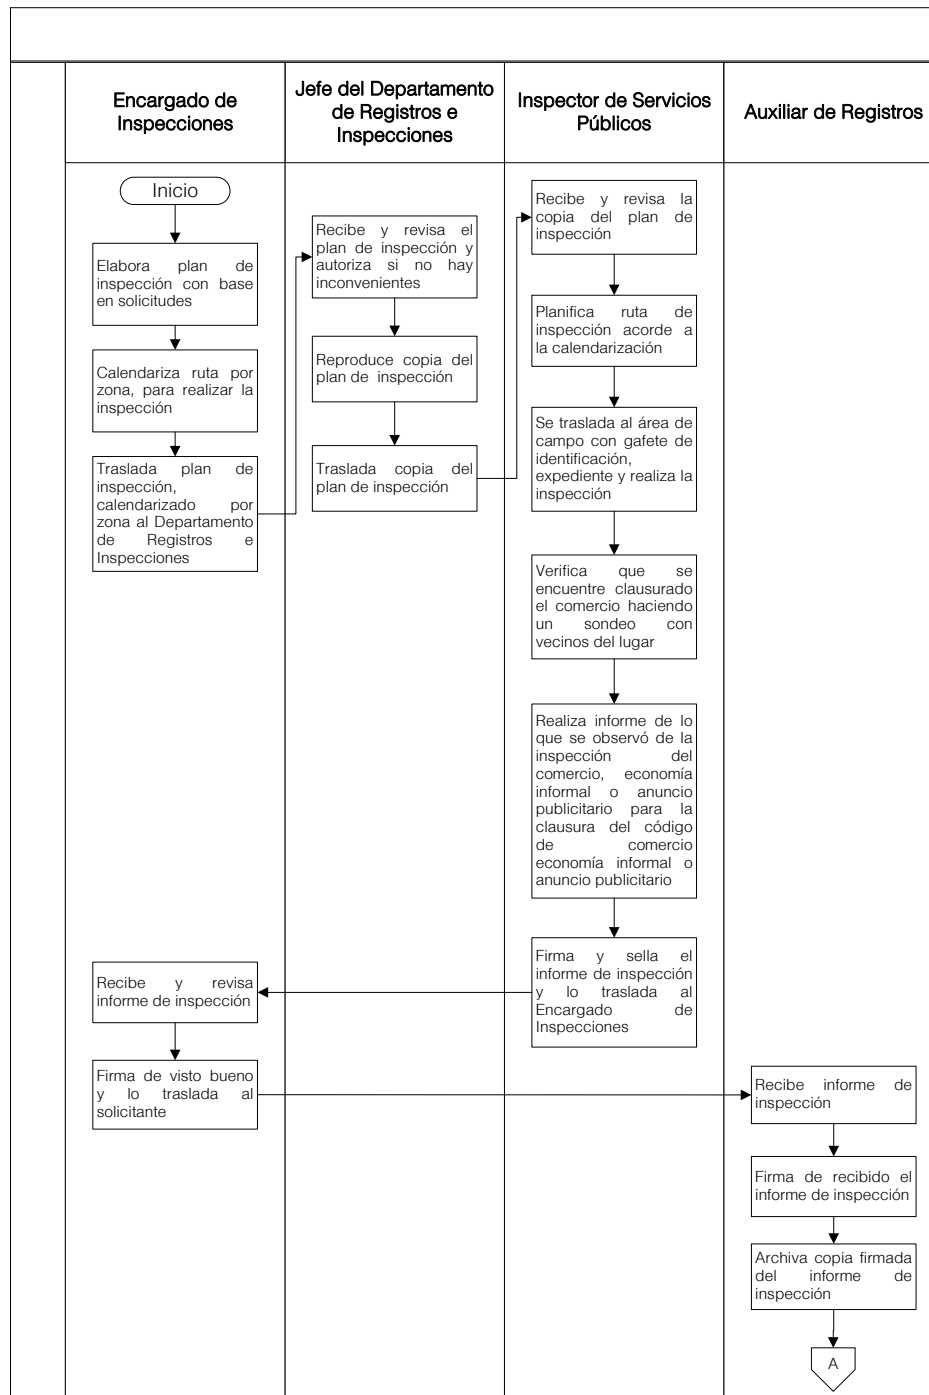 Encargado de
Inspecciones
Jefe del Departamento
de Registros e
Inspecciones
Inspector de Servicios
Públicos
Auxiliar de Registros
Inicio
Elabora plan de
inspección con base
en solicitudes
Calendariza ruta por
zona, para realizar la
inspección
Traslada plan de
inspección,
calendarizado por
zona al Departamento
de Registros e
Inspecciones
Recibe y revisa el
plan de inspección y
autoriza si no hay
inconvenientes
Reproduce copia del
plan de inspección
Traslada copia del
plan de inspección
Recibe y revisa la
copia del plan de
inspección
Planifica ruta de
inspección acorde a
la calendarización
Se traslada al área de
campo con gafete de
identificación,
expediente y realiza la
inspección
Verifica que se
encuentre clausurado
el comercio haciendo
un sondeo con
vecinos del lugar
Realiza informe de lo
que se observó de la
inspección del
comercio, economía
informal o anuncio
publicitario para la
clausura del código
de comercio
economía informal o
anuncio publicitario
Firma y sella el
informe de inspección
y lo traslada al
Encargado de
Inspecciones
Recibe y revisa
informe de inspección
Firma de visto bueno
y lo traslada al
solicitante
Recibe informe de
inspección
Firma de recibido el
informe de inspección
Archiva copia firmada
del informe de
inspección
A